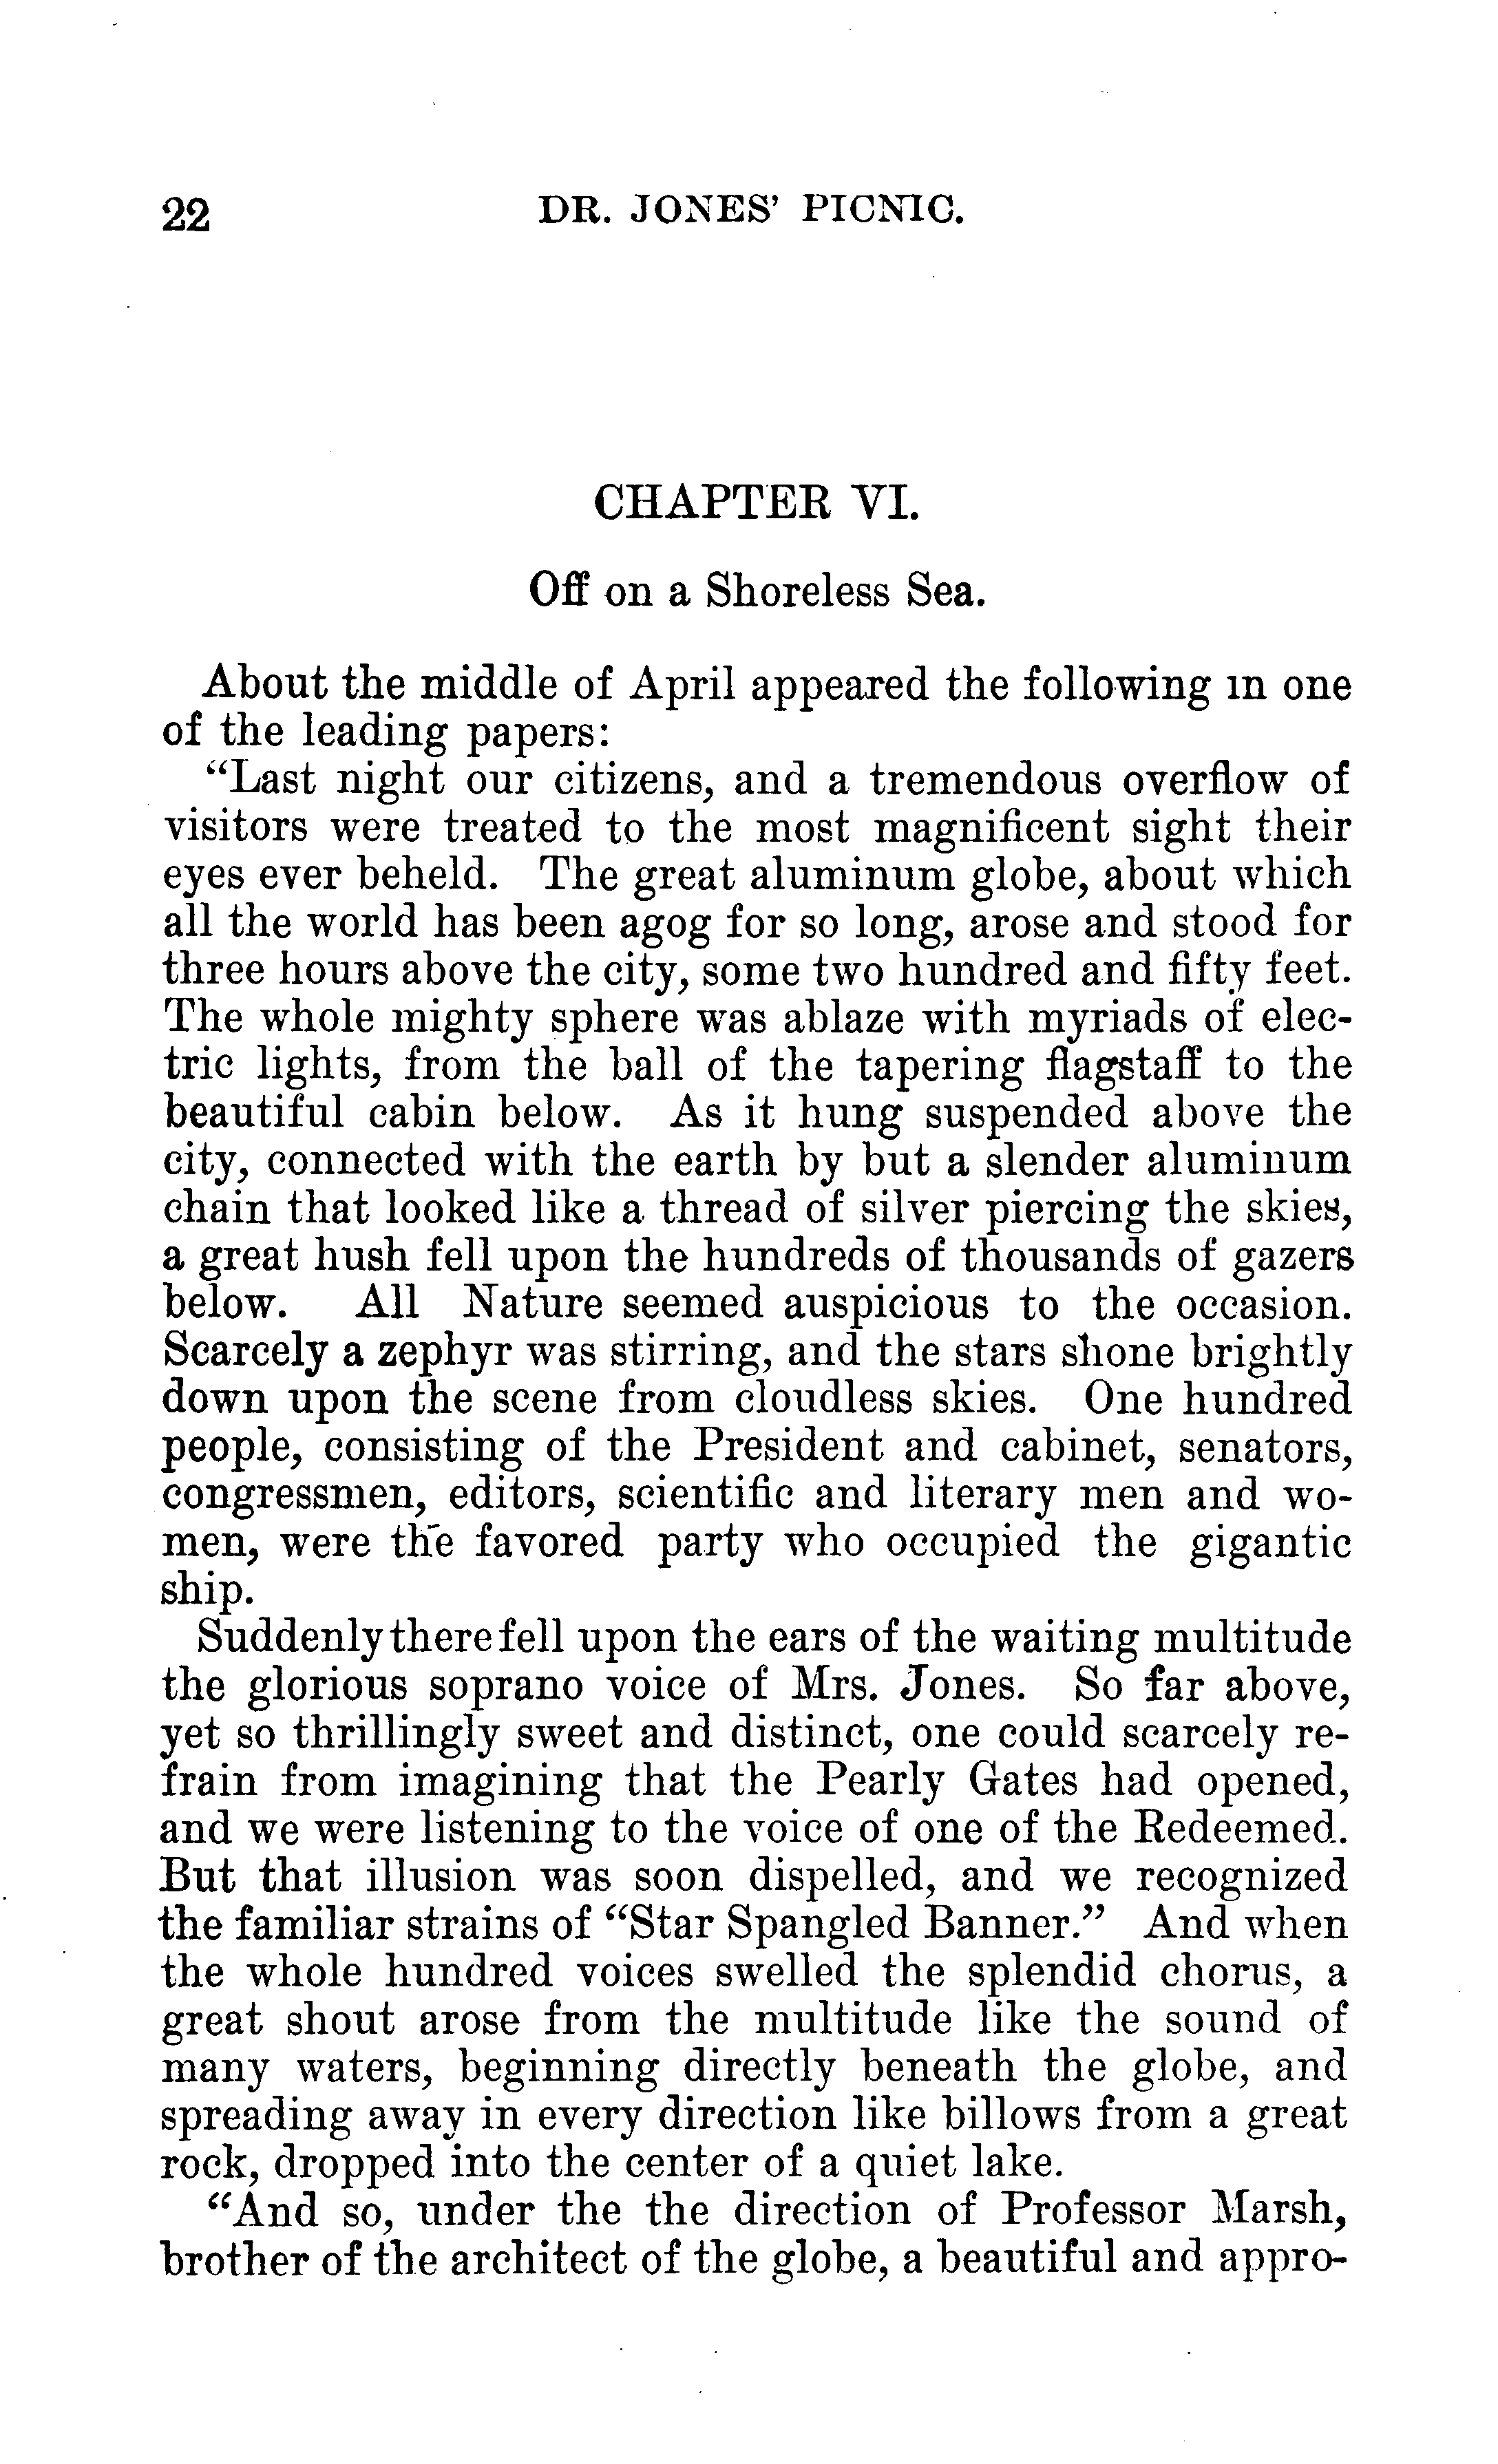 22
DR. JONES' PICNIC.
CHAPTER VI.
Off on a Shoreless Sea.
About the middle of April appeared the following in one
of the leading papers:
"Last night our citizens, and a tremendous overflow of
visitors were treated to the most magnificent sight their
eyes ever beheld. The great aluminum globe, about which
all the world has been agog for so long, arose and stood for
three hours above the city, some two hundred and fifty feet.
The whole mighty sphere was ablaze with myriads of elec-
tric lights, from the ball of the tapering flagstaff to the
beautiful cabin below. As it hung suspended above the
city, connected with the earth by but a slender aluminum
chain that looked like a thread of silver piercing the skies,
a great hush fell upon the hundreds of thousands of gazers
below. All Nature seemed auspicious to the occasion.
Scarcely a zephyr was stirring, and the stars shone brightly
down upon the scene from cloudless skies. One hundred
people, consisting of the President and cabinet, senators,
congressmen, editors, scientific and literary men and wo-
men, were the favored party who occupied the gigantic
ship.
Suddenly there fell upon the ears of the waiting multitude
the glorious soprano voice of Mrs. Jones. So far above,
yet so thrillingly sweet and distinct, one could scarcely re-
frain from imagining that the Pearly Gates had opened,
and we were listening to the voice of one of the Redeemed.
But that illusion was soon dispelled, and we recognized
the familiar strains of "Star Spangled Banner." And when
the whole hundred voices swelled the splendid chorus, a
great shout arose from the multitude like the sound of
many waters, beginning directly beneath the globe, and
spreading away in every direction like billows from a great
rock, dropped into the center of a quiet lake.
"And so, under the the direction of Professor Marsh,
brother of the architect of the globe, a beautiful and appro-